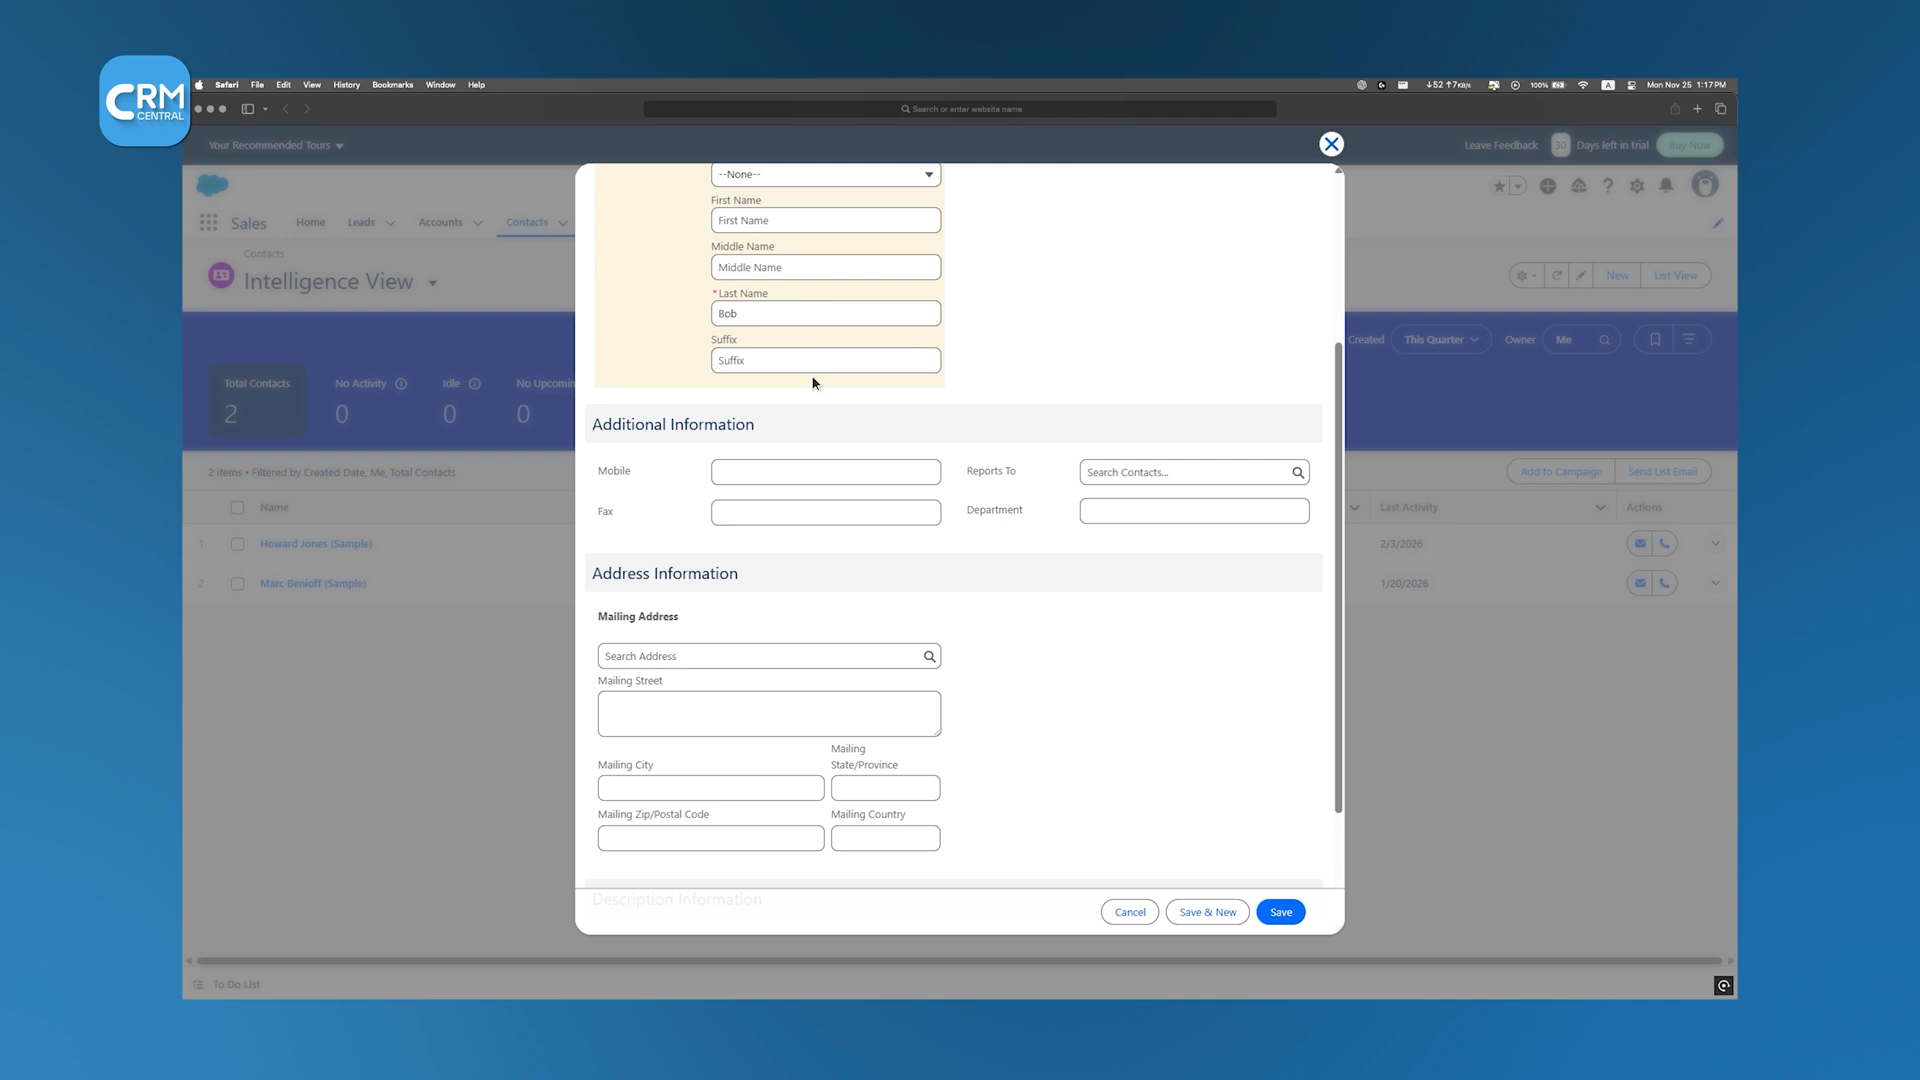 CRM
CENTRAL
Safari File Edit View History Bookmarks Window Help
↓52 ↑7KB/s 100% A Mon Nov 25 1:17 PM
Search or enter website name
Your Recommended Tours
Leave Feedback 30 Days left in trial Buy Now
Sales Home Leads Accounts Contacts
Contacts
Intelligence View
New List View
Total Contacts No Activity Idle No Upcomin
2 0 0 0
Created This Quarter Owner Me
2 items • Filtered by Created Date, Me, Total Contacts
Add to Campaign Send List Email
Name Last Activity Actions
1 Howard Jones (Sample) 2/3/2026
2 Marc Benioff (Sample) 1/20/2026
To Do List
--None--
First Name
First Name
Middle Name
Middle Name
*Last Name
Bob
Suffix
Suffix
Additional Information
Mobile Reports To Search Contacts...
Fax Department
Address Information
Mailing Address
Search Address
Mailing Street
Mailing City Mailing State/Province
Mailing Zip/Postal Code Mailing Country
Description Information
Cancel Save & New Save